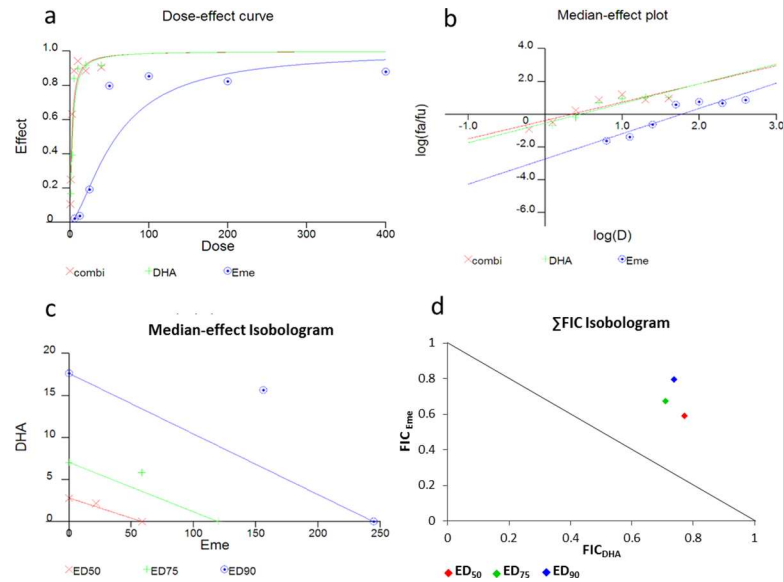 a
Dose-effect curve
Effect
1.0
0.8
0.6
0.4
0.2
0
0 100 200 300 400
Dose
combi DHA Eme
b
Median-effect plot
log(fa/fu)
4.0
2.0
0
-2.0
-4.0
-6.0
-1.0 1.0 2.0 3.0
log(D)
combi DHA Eme
c
Median-effect Isobologram
DHA
20
15
10
5
0
0 50 100 150 200 250
Eme
ED50 ED75 ED90
d
∑FIC Isobologram
FIC Eme
1
0.8
0.6
0.4
0.2
0
0 0.2 0.4 0.6 0.8 1
FICDHA
ED50 ED75 ED90